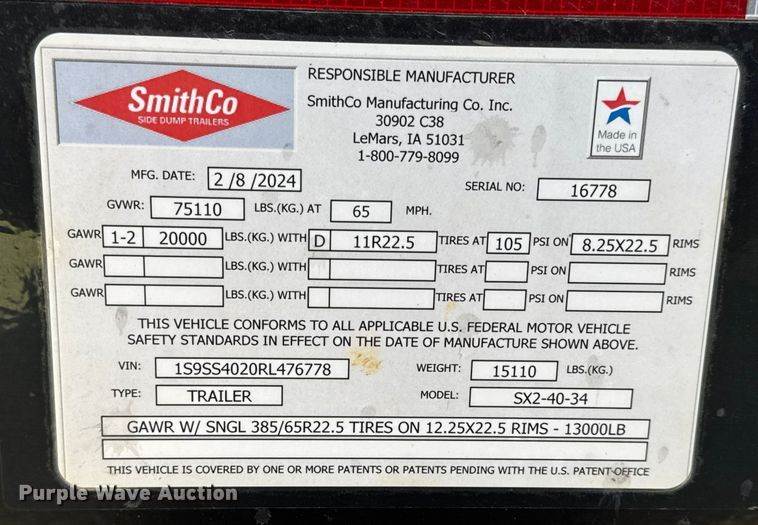 SmithCo
SIDE DUMP TRAILERS
RESPONSIBLE MANUFACTURER
SmithCo Manufacturing Co. Inc.
30902 C38
LeMars, IA 51031
1-800-779-8099
Made in
the USA
MFG. DATE: 2 /8 /2024
SERIAL NO: 16778
GVWR: 75110 LBS.(KG.) AT 65 MPH.
GAWR 1-2 20000 LBS.(KG.) WITH D 11R22.5 TIRES AT 105 PSI ON 8.25X22.5 RIMS
GAWR LBS.(KG.) WITH TIRES AT PSI ON RIMS
GAWR LBS.(KG.) WITH TIRES AT PSI ON RIMS
THIS VEHICLE CONFORMS TO ALL APPLICABLE U.S. FEDERAL MOTOR VEHICLE
SAFETY STANDARDS IN EFFECT ON THE DATE OF MANUFACTURE SHOWN ABOVE.
VIN: 1S9SS4020RL476778 WEIGHT: 15110 LBS.(KG.)
TYPE: TRAILER MODEL: SX2-40-34
GAWR W/ SNGL 385/65R22.5 TIRES ON 12.25X22.5 RIMS - 13000LB
THIS VEHICLE IS COVERED BY ONE OR MORE PATENTS OR PATENTS PENDING WITH THE U.S. PATENT OFFICE
Purple Wave Auction